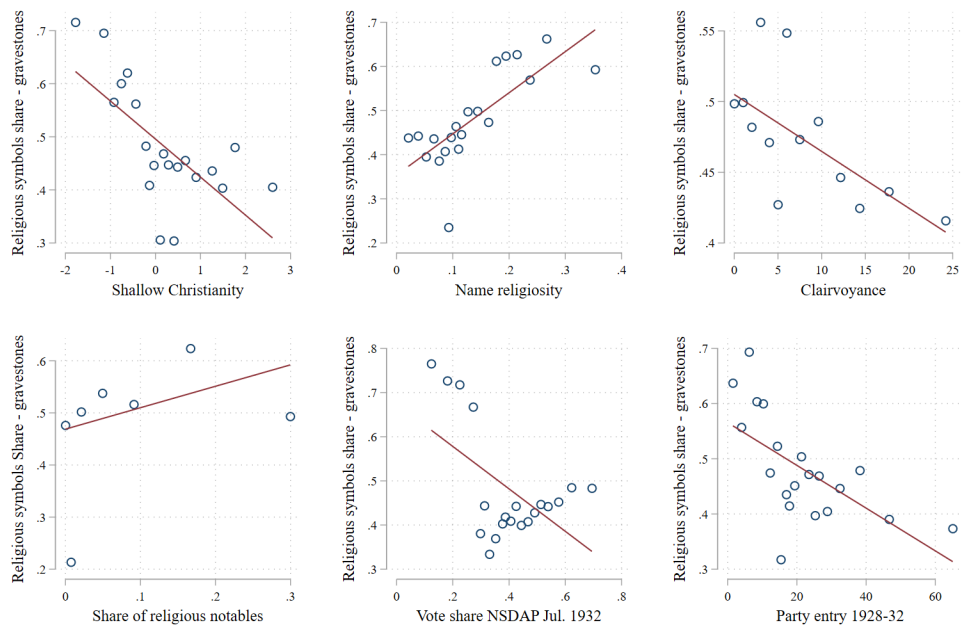 Religious symbols share - gravestones
.7
.6
.5
.4
.3
-2 -1 0 1 2 3
Shallow Christianity
Religious symbols share - gravestones
.7
.6
.5
.4
.3
.2
0 .1 .2 .3 .4
Name religiosity
Religious symbols share - gravestones
.55
.5
.45
.4
0 5 10 15 20 25
Clairvoyance
Religious symbols Share - gravestones
.6
.5
.4
.3
.2
0 .1 .2 .3
Share of religious notables
Religious symbols share - gravestones
.8
.7
.6
.5
.4
.3
0 .2 .4 .6 .8
Vote share NSDAP Jul. 1932
Religious symbols share - gravestones
.7
.6
.5
.4
.3
0 20 40 60
Party entry 1928-32